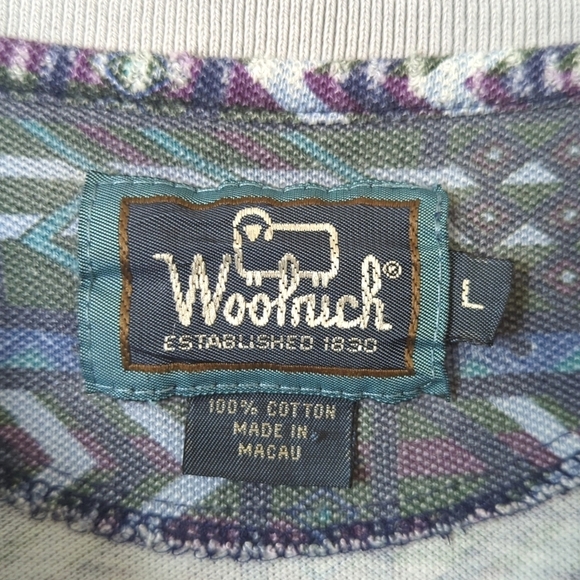 Woolrich®
ESTABLISHED 1830
L
100% COTTON
MADE IN
MACAU